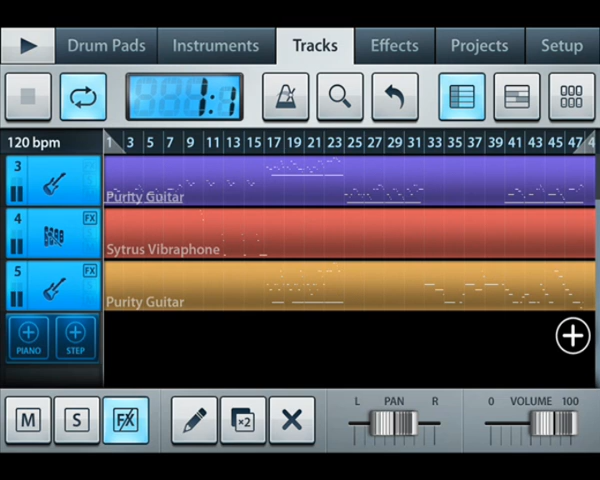 Drum Pads Instruments Tracks Effects Projects Setup
1:1
120 bpm 1 3 5 7 9 11 13 15 17 19 21 23 25 27 29 31 33 35 37 39 41 43 45 47
3
Purity Guitar
4 FX
Sytrus Vibraphone
5 FX
Purity Guitar
PIANO STEP
M S FX ×2
L PAN R 0 VOLUME 100